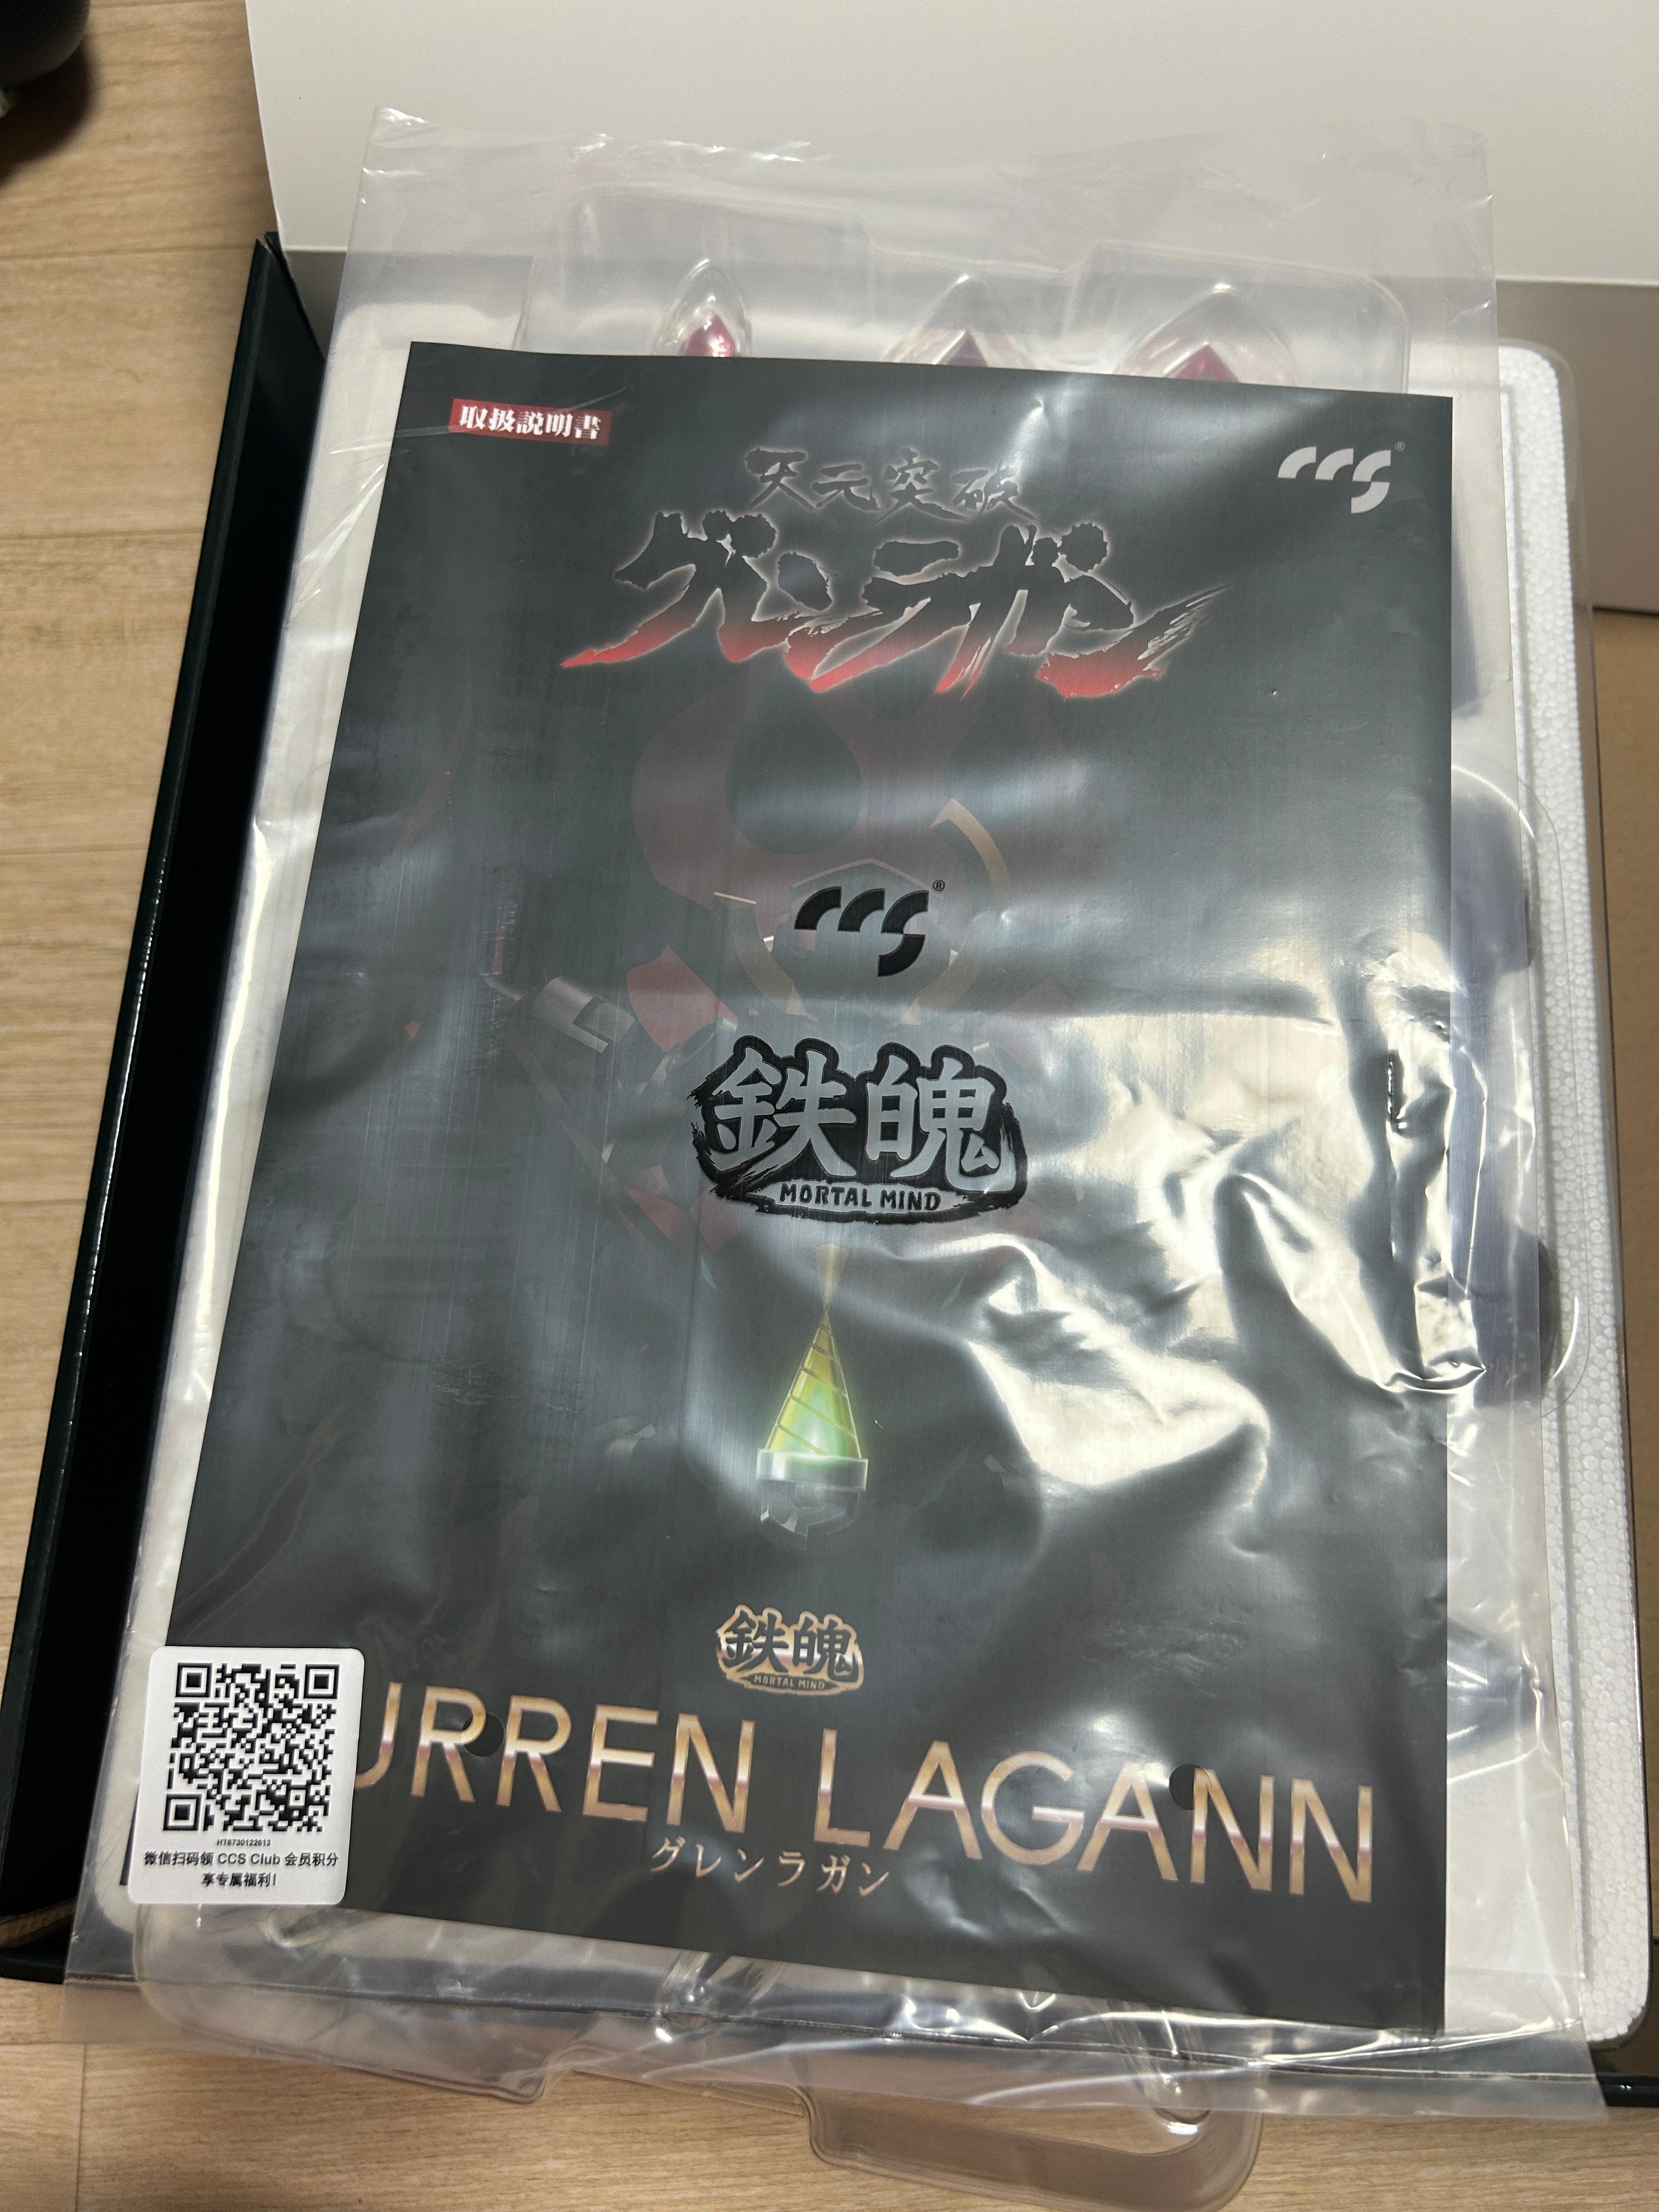 取扱説明書
CCS®
天元突破
グレンラガン
CCS®
鉄魄
MORTAL MIND
鉄魄
MORTAL MIND
URREN LAGANN
グレンラガン
HT6730122613
微信扫码领 CCS Club 会员积分
享专属福利!